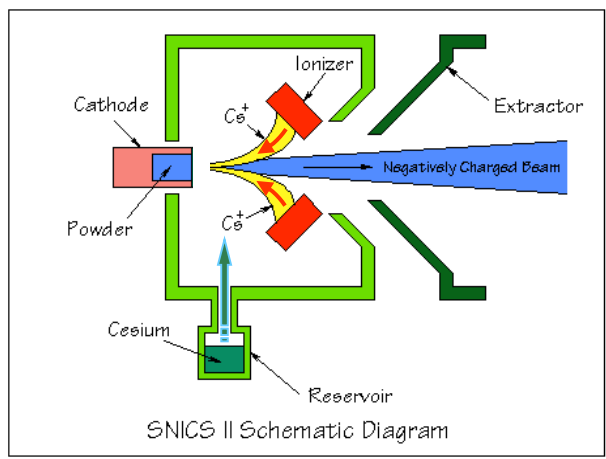 Ionizer
Cathode
Cs+
Extractor
Negatively Charged Beam
Powder
Cs+
Cesium
Reservoir
SNICS II Schematic Diagram